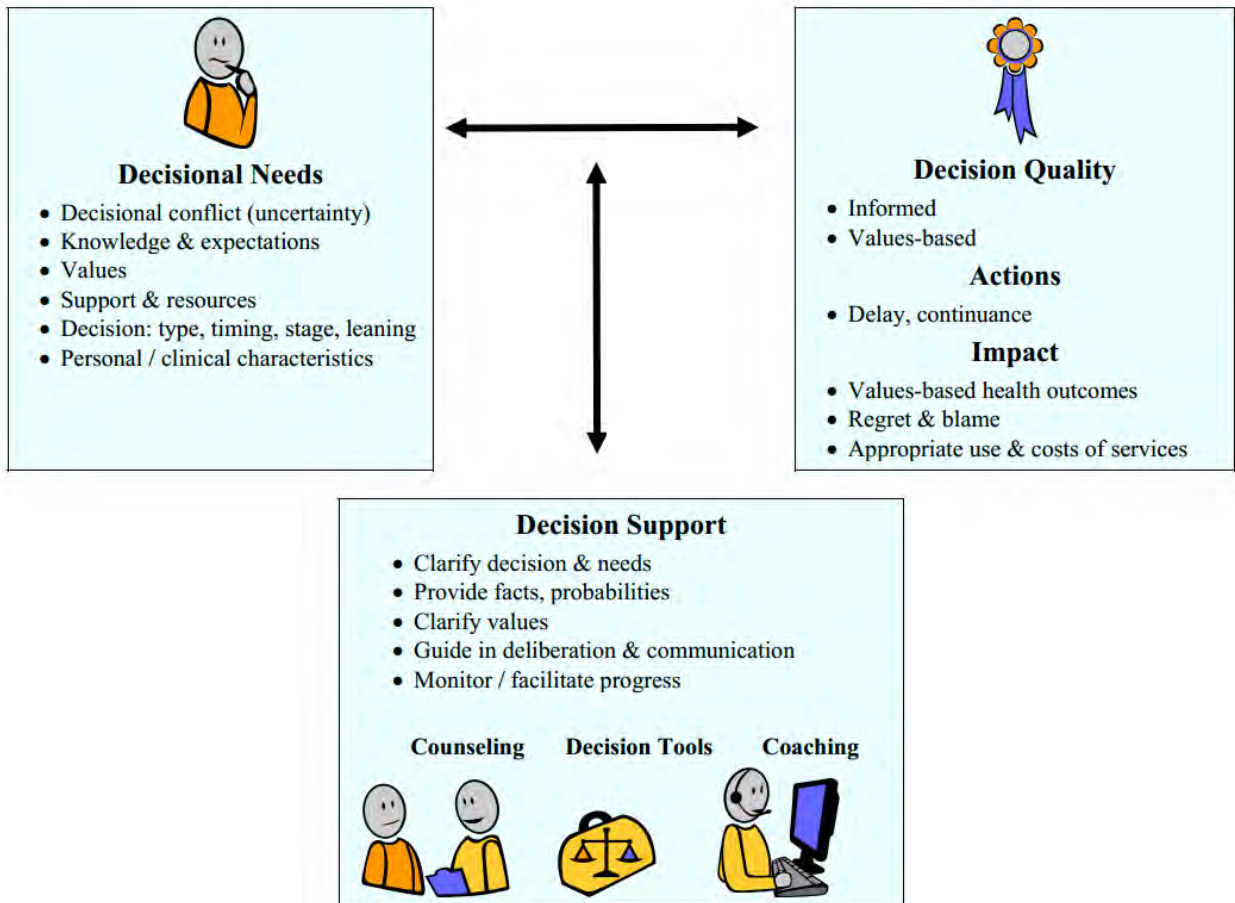 Decisional Needs
• Decisional conflict (uncertainty)
• Knowledge & expectations
• Values
• Support & resources
• Decision: type, timing, stage, leaning
• Personal / clinical characteristics
Decision Quality
• Informed
• Values-based
Actions
• Delay, continuance
Impact
• Values-based health outcomes
• Regret & blame
• Appropriate use & costs of services
Decision Support
• Clarify decision & needs
• Provide facts, probabilities
• Clarify values
• Guide in deliberation & communication
• Monitor / facilitate progress
Counseling Decision Tools Coaching